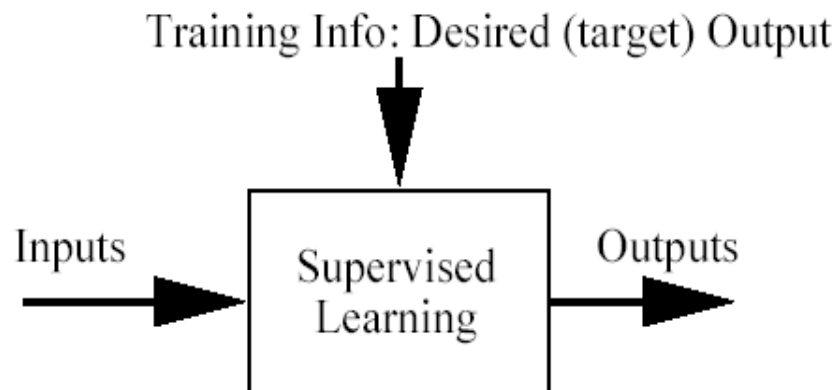 Training Info: Desired (target) Output
Inputs
Supervised
Learning
Outputs